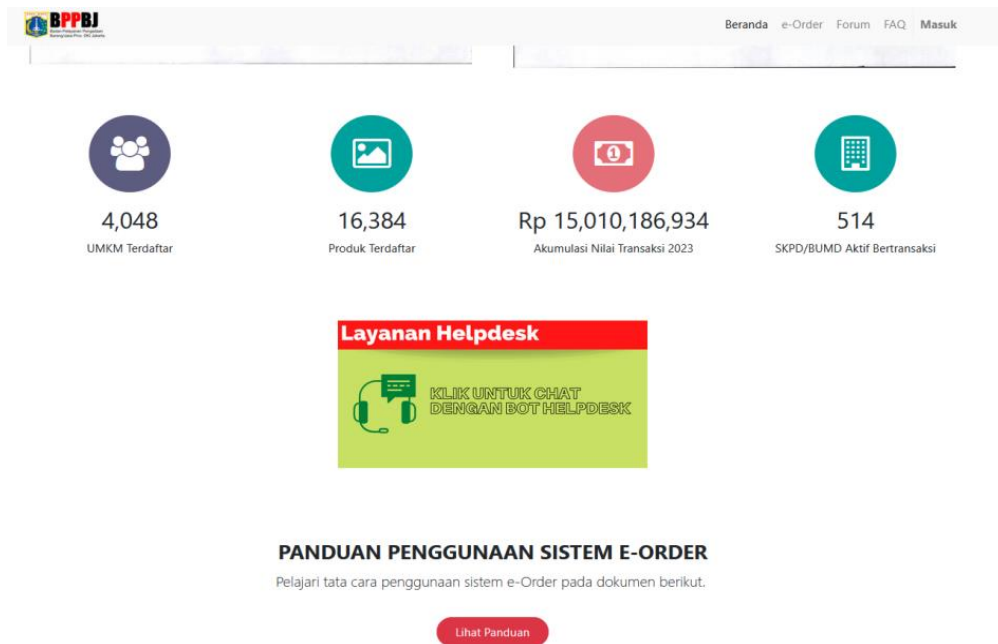 BPPBJ
Beranda e-Order Forum FAQ Masuk
4,048
UMKM Terdaftar
16,384
Produk Terdaftar
Rp 15,010,186,934
Akumulasi Nilai Transaksi 2023
514
SKPD/BUMD Aktif Bertransaksi
Layanan Helpdesk
KLIK UNTUK CHAT
DENGAN BOT HELPDESK
PANDUAN PENGGUNAAN SISTEM E-ORDER
Pelajari tata cara penggunaan sistem e-Order pada dokumen berikut.
Lihat Panduan